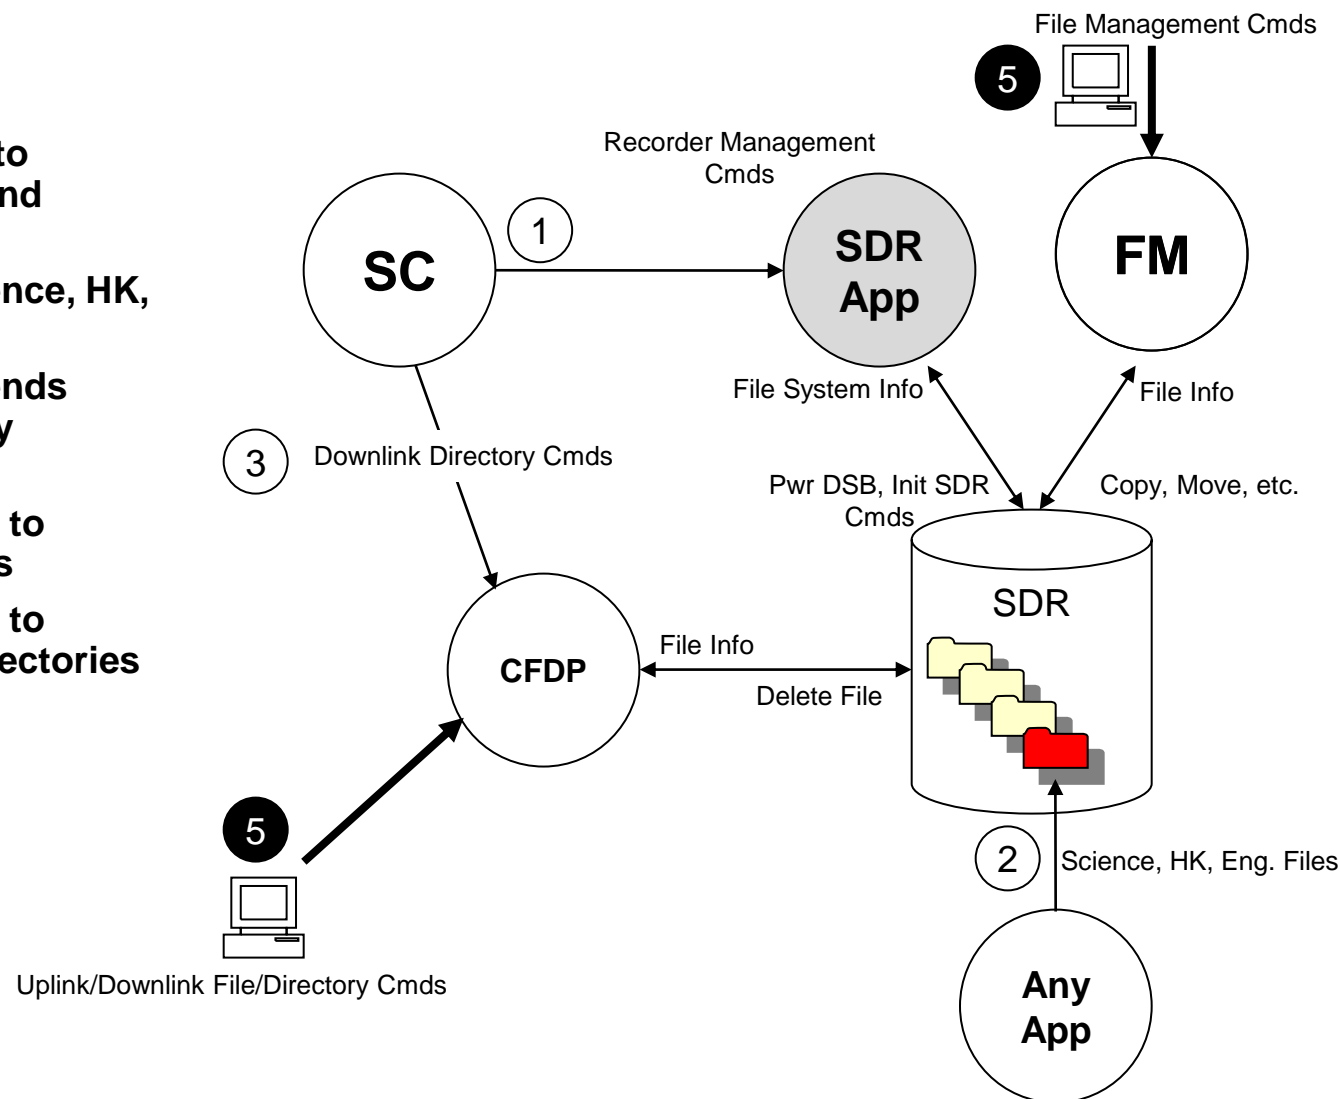 File Management Cmds
5
to
nd
ence, HK,
ends
y
to
s
to
ectories
Recorder Management
Cmds
SC
1
SDR
App
FM
File System Info
File Info
3
Downlink Directory Cmds
Pwr DSB, Init SDR
Cmds
Copy, Move, etc.
SDR
CFDP
File Info
Delete File
5
2
Science, HK, Eng. Files
Uplink/Downlink File/Directory Cmds
Any
App